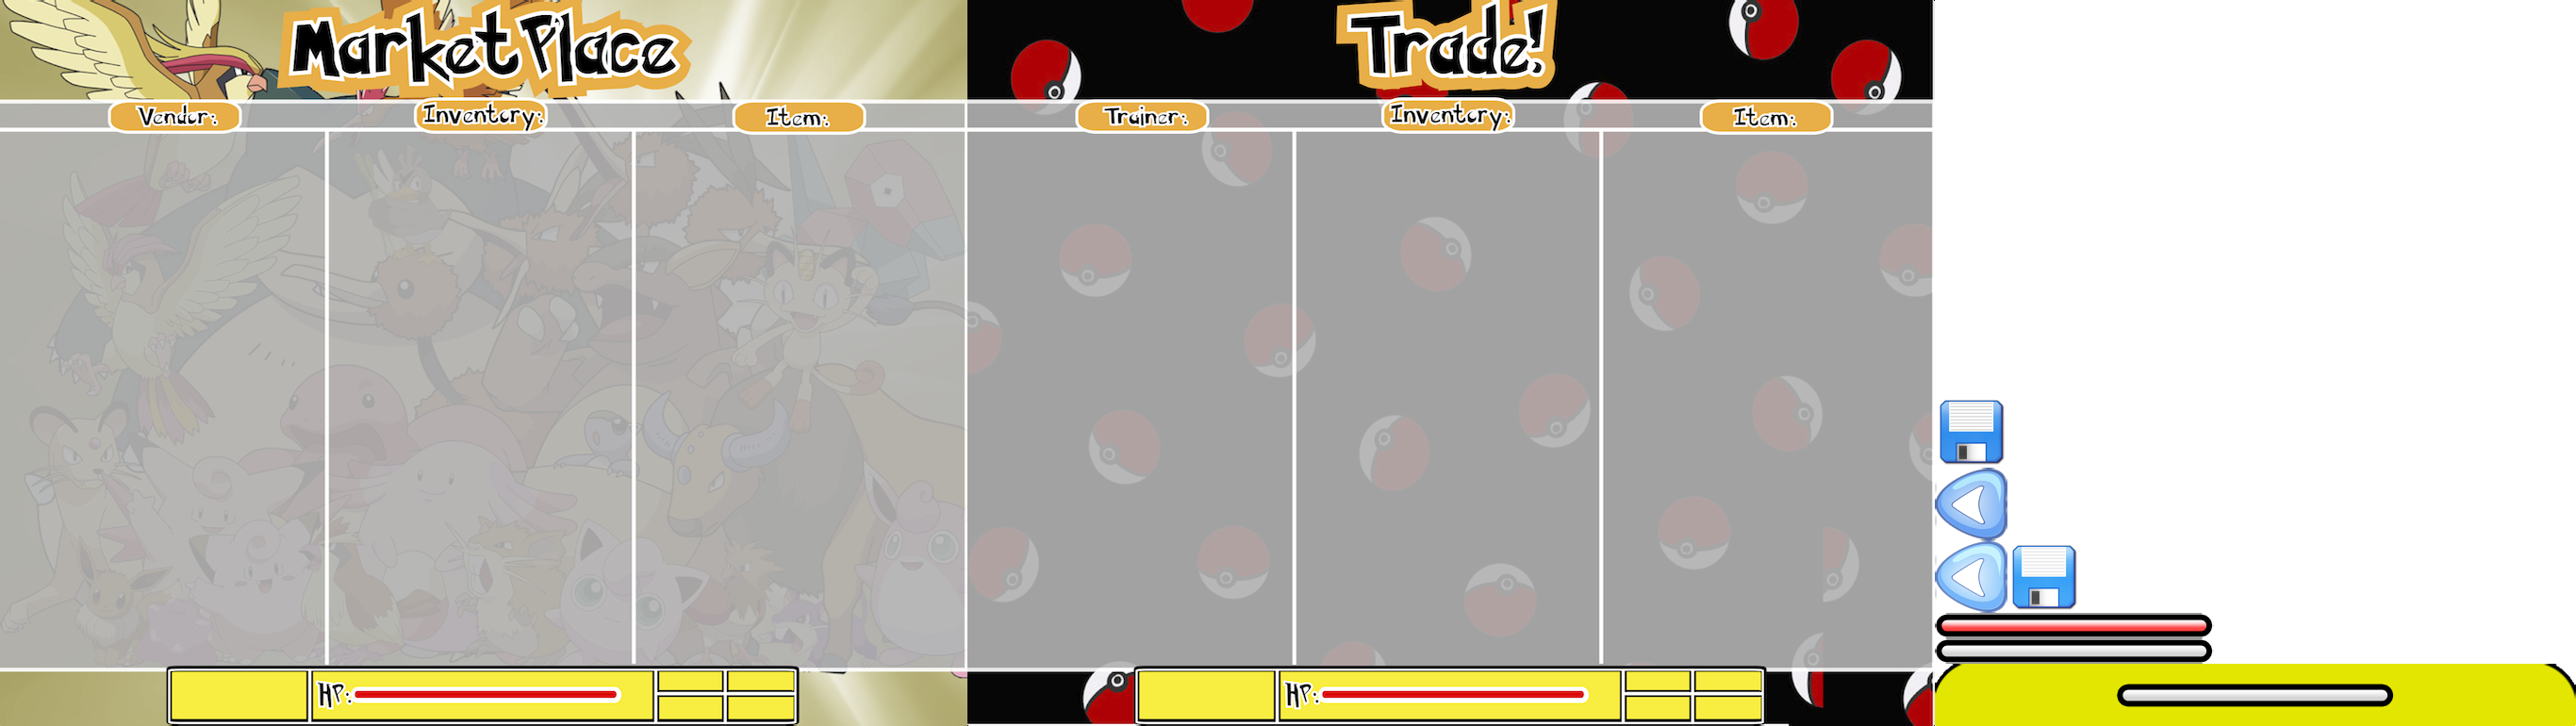 Market Place
Vendor:
Inventory:
Item:
HP:
Trade!
Trainer:
Inventory:
Item:
HP: